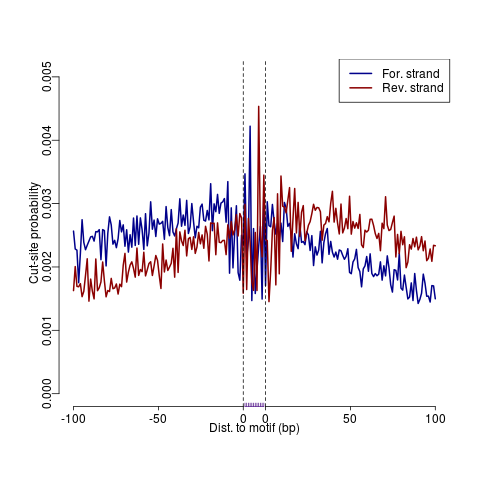 For. strand
Rev. strand
Cut-site probability
0.005
0.004
0.003
0.002
0.001
0.000
-100 -50 0 0 50 100
Dist. to motif (bp)